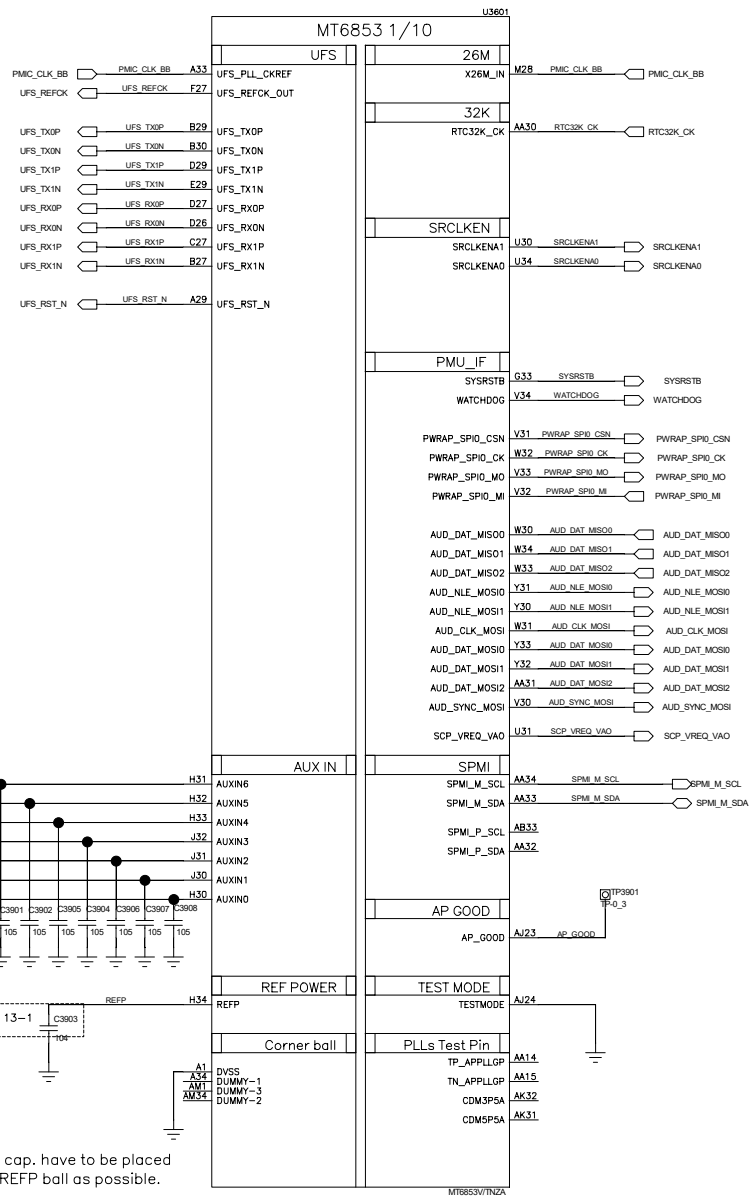 U3601
MT6853 1/10
UFS 26M
PMIC_CLK_BB PMIC_CLK_BB A33 UFS_PLL_CKREF X26M_IN M28 PMIC_CLK_BB PMIC_CLK_BB
UFS_REFCK UFS_REFCK F27 UFS_REFCK_OUT
32K
UFS_TX0P UFS_TX0P B29 UFS_TX0P RTC32K_CK AA30 RTC32K_CK RTC32K_CK
UFS_TX0N UFS_TX0N B30 UFS_TX0N
UFS_TX1P UFS_TX1P D29 UFS_TX1P
UFS_TX1N UFS_TX1N E29 UFS_TX1N
UFS_RX0P UFS_RX0P D27 UFS_RX0P
UFS_RX0N UFS_RX0N D26 UFS_RX0N SRCLKEN
UFS_RX1P UFS_RX1P C27 UFS_RX1P SRCLKENA1 U30 SRCLKENA1 SRCLKENA1
UFS_RX1N UFS_RX1N B27 UFS_RX1N SRCLKENA0 U34 SRCLKENA0 SRCLKENA0
UFS_RST_N UFS_RST_N A29 UFS_RST_N
PMU_IF
SYSRSTB G33 SYSRSTB SYSRSTB
WATCHDOG V34 WATCHDOG WATCHDOG
PWRAP_SPI0_CSN V31 PWRAP_SPI0_CSN PWRAP_SPI0_CSN
PWRAP_SPI0_CK W32 PWRAP_SPI0_CK PWRAP_SPI0_CK
PWRAP_SPI0_MO V33 PWRAP_SPI0_MO PWRAP_SPI0_MO
PWRAP_SPI0_MI V32 PWRAP_SPI0_MI PWRAP_SPI0_MI
AUD_DAT_MISO0 W30 AUD_DAT_MISO0 AUD_DAT_MISO0
AUD_DAT_MISO1 W34 AUD_DAT_MISO1 AUD_DAT_MISO1
AUD_DAT_MISO2 W33 AUD_DAT_MISO2 AUD_DAT_MISO2
AUD_NLE_MOSI0 Y31 AUD_NLE_MOSI0 AUD_NLE_MOSI0
AUD_NLE_MOSI1 Y30 AUD_NLE_MOSI1 AUD_NLE_MOSI1
AUD_CLK_MOSI W31 AUD_CLK_MOSI AUD_CLK_MOSI
AUD_DAT_MOSI0 Y33 AUD_DAT_MOSI0 AUD_DAT_MOSI0
AUD_DAT_MOSI1 Y32 AUD_DAT_MOSI1 AUD_DAT_MOSI1
AUD_DAT_MOSI2 AA31 AUD_DAT_MOSI2 AUD_DAT_MOSI2
AUD_SYNC_MOSI V30 AUD_SYNC_MOSI AUD_SYNC_MOSI
SCP_VREQ_VAO U31 SCP_VREQ_VAO SCP_VREQ_VAO
AUX IN SPMI
H31 AUXIN6 SPMI_M_SCL AA34 SPMI_M_SCL SPMI_M_SCL
H32 AUXIN5 SPMI_M_SDA AA33 SPMI_M_SDA SPMI_M_SDA
H33 AUXIN4
J32 AUXIN3 SPMI_P_SCL AB33
J31 AUXIN2 SPMI_P_SDA AA32
J30 AUXIN1
H30 AUXIN0 TP3901
TP-0_3
C3901 C3902 C3905 C3904 C3906 C3907 C3908 AP GOOD
105 105 105 105 105 105 105
AP_GOOD AJ23 AP_GOOD
REF POWER TEST MODE
REFP H34 REFP TESTMODE AJ24
13-1 C3903
104
Corner ball PLLs Test Pin
TP_APPLLGP AA14
A1 DVSS
A34 DUMMY-1 TN_APPLLGP AA15
AM1 DUMMY-3
AM34 DUMMY-2 CDM3P5A AK32
CDM5P5A AK31
cap. have to be placed
REFP ball as possible.
MT6853V/TNZA